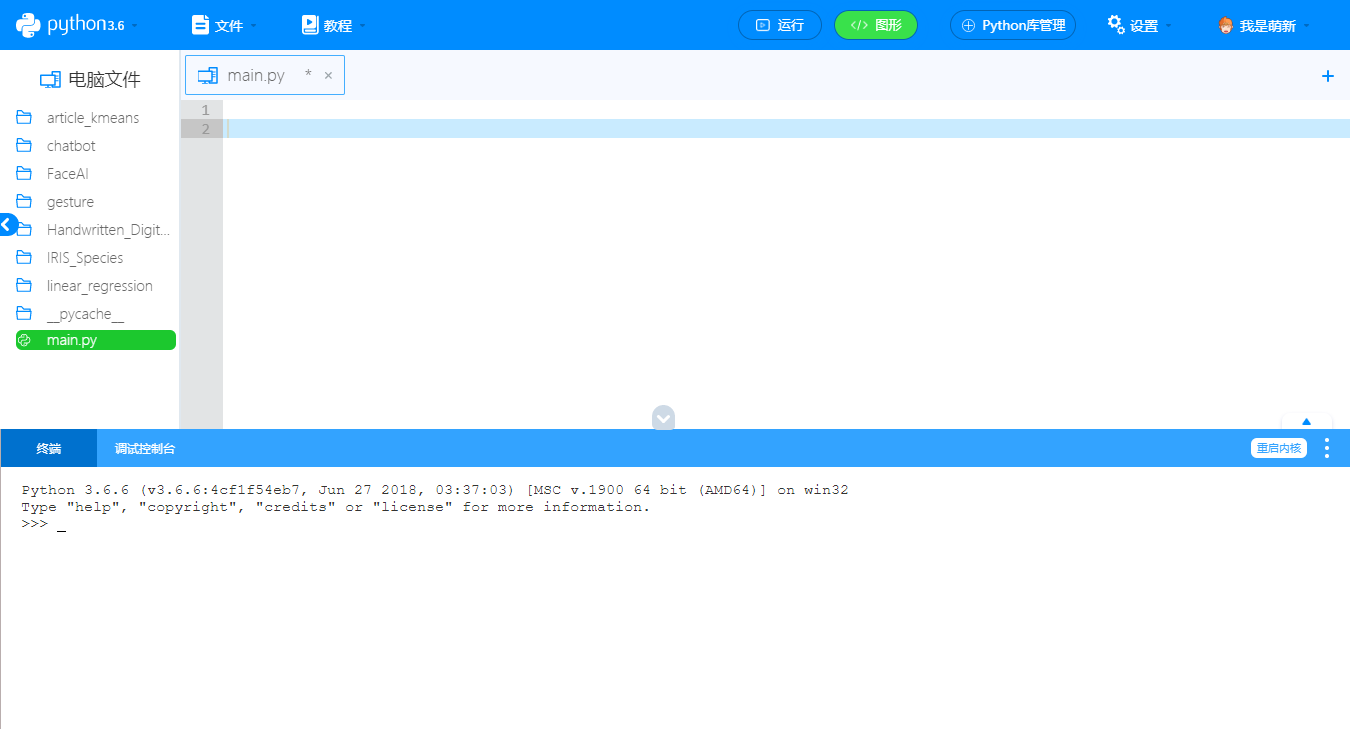 python3.6 文件 教程 运行 </> 图形 Python库管理 设置 我是萌新
电脑文件
main.py * ×
+
article_kmeans
chatbot
FaceAI
gesture
Handwritten_Digit...
IRIS_Species
linear_regression
__pycache__
main.py
1
2
终端 调试控制台 重启内核
Python 3.6.6 (v3.6.6:4cf1f54eb7, Jun 27 2018, 03:37:03) [MSC v.1900 64 bit (AMD64)] on win32
Type "help", "copyright", "credits" or "license" for more information.
>>> _